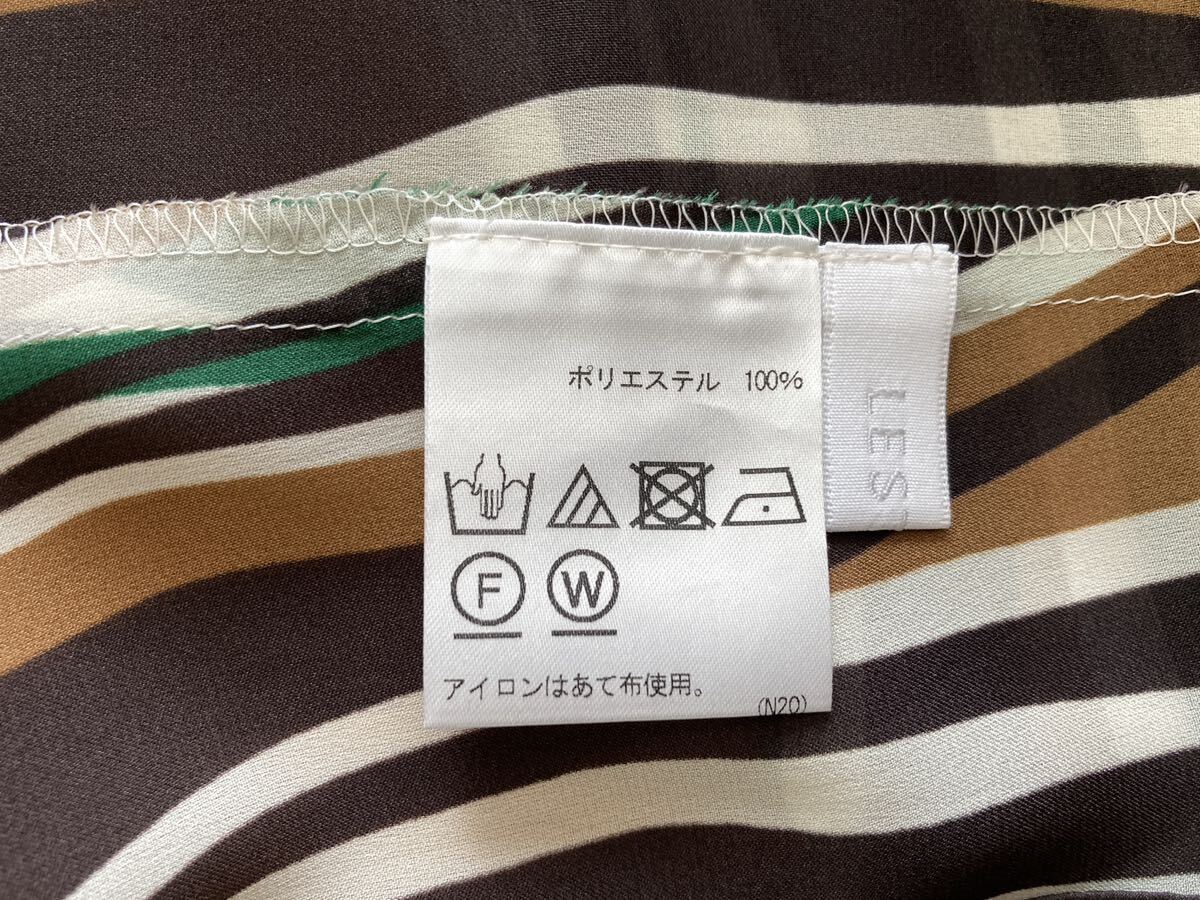 ポリエステル 100%
F W
アイロンはあて布使用。
(N20)
LES